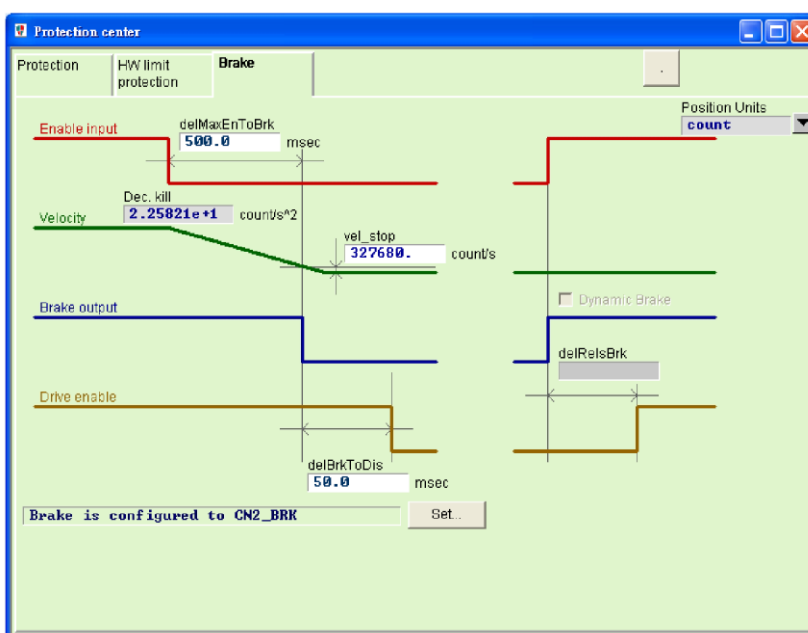 Protection center
Protection
HW limit
protection
Brake
.
Position Units
count
Enable input
delMaxEnToBrk
500.0 msec
Dec. kill
2.25821e+1 count/s^2
Velocity
vel_stop
327680. count/s
Brake output
Dynamic Brake
delRelsBrk
Drive enable
delBrkToDis
50.0 msec
Brake is configured to CN2_BRK
Set...